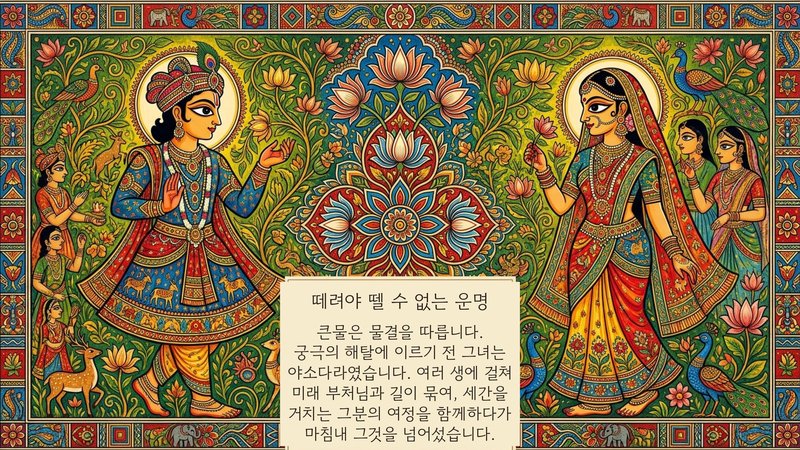 떼려야 뗄 수 없는 운명
큰물은 물결을 따릅니다.
궁극의 해탈에 이르기 전 그녀는
야소다라였습니다. 여러 생에 걸쳐
미래 부처님과 길이 묶여, 세간을
거치는 그분의 여정을 함께하다가
마침내 그것을 넘어섰습니다.